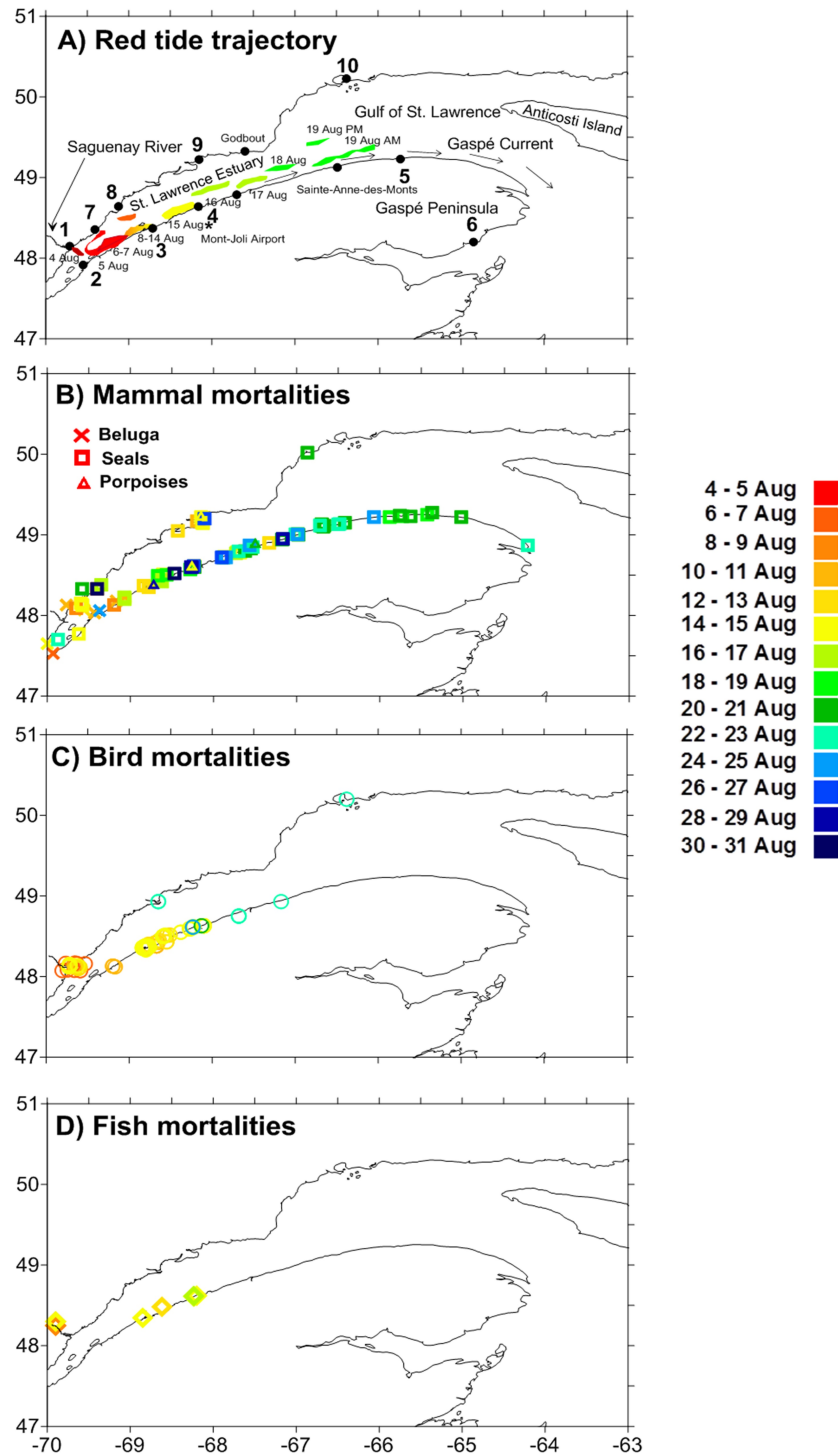 51
A) Red tide trajectory
10
50
Gulf of St. Lawrence
Anticosti Island
19 Aug PM
9
Godbout
19 Aug AM
Gaspé Current
Saguenay River
St. Lawrence Estuary
18 Aug
49
8
5
17 Aug
Sainte-Anne-des-Monts
16 Aug
7
4
Gaspé Peninsula
15 Aug
*
1
8-14 Aug
3
Mont-Joli Airport
6
4 Aug
6-7 Aug
48
5 Aug
2
47
51
B) Mammal mortalities
Beluga
Seals
Porpoises
50
49
48
47
4 - 5 Aug
6 - 7 Aug
8 - 9 Aug
10 - 11 Aug
12 - 13 Aug
14 - 15 Aug
16 - 17 Aug
18 - 19 Aug
20 - 21 Aug
22 - 23 Aug
24 - 25 Aug
26 - 27 Aug
28 - 29 Aug
30 - 31 Aug
51
C) Bird mortalities
50
49
48
47
51
D) Fish mortalities
50
49
48
47
-70 -69 -68 -67 -66 -65 -64 -63